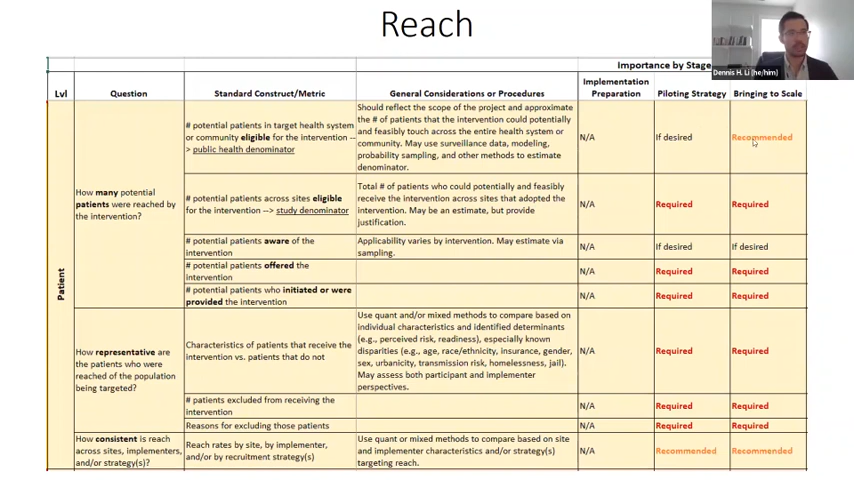 Reach
Dennis H. Li (he/him)
Importance by Stage
Lvl
Question
Standard Construct/Metric
General Considerations or Procedures
Implementation
Preparation
Piloting Strategy
Bringing to Scale
Patient
How many potential
patients were reached by
the intervention?
# potential patients in target health system
or community eligible for the intervention --
> public health denominator
Should reflect the scope of the project and approximate
the # of patients that the intervention could potentially
and feasibly touch across the entire health system or
community. May use surveillance data, modeling,
probability sampling, and other methods to estimate
denominator.
N/A
If desired
Recommended
# potential patients across sites eligible
for the intervention --> study denominator
Total # of patients who could potentially and feasibly
receive the intervention across sites that adopted the
intervention. May be an estimate, but provide
justification.
N/A
Required
Required
# potential patients aware of the
intervention
Applicability varies by intervention. May estimate via
sampling.
N/A
If desired
If desired
# potential patients offered the
intervention
N/A
Required
Required
# potential patients who initiated or were
provided the intervention
N/A
Required
Required
How representative are
the patients who were
reached of the population
being targeted?
Characteristics of patients that receive the
intervention vs. patients that do not
Use quant and/or mixed methods to compare based on
individual characteristics and identified determinants
(e.g., perceived risk, readiness), especially known
disparities (e.g., age, race/ethnicity, insurance, gender,
sex, urbanicity, transmission risk, homelessness, jail).
May assess both participant and implementer
perspectives.
N/A
Required
Required
# patients excluded from receiving the
intervention
N/A
Required
Required
Reasons for excluding those patients
N/A
Required
Required
How consistent is reach
across sites, implementers,
and/or strategy(s)?
Reach rates by site, by implementer,
and/or by recruitment strategy(s)
Use quant or mixed methods to compare based on site
and implementer characteristics and/or strategy(s)
targeting reach.
N/A
Recommended
Recommended